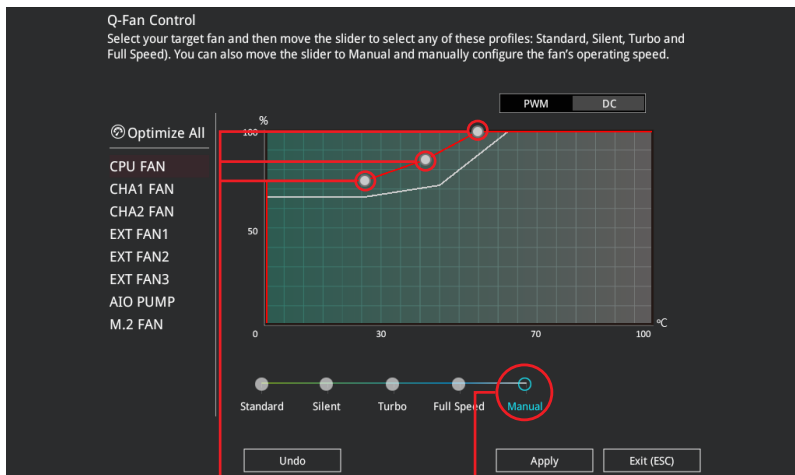 Q-Fan Control
Select your target fan and then move the slider to select any of these profiles: Standard, Silent, Turbo and
Full Speed). You can also move the slider to Manual and manually configure the fan's operating speed.
PWM DC
%
Optimize All
100
CPU FAN
CHA1 FAN
CHA2 FAN
EXT FAN1
50
EXT FAN2
EXT FAN3
AIO PUMP
M.2 FAN
°C
0 30 70 100
Standard Silent Turbo Full Speed Manual
Undo Apply Exit (ESC)